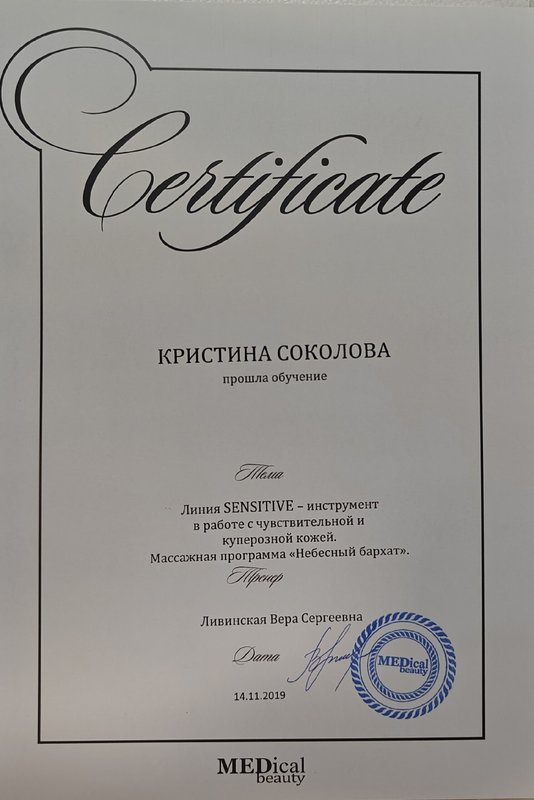 Certificate
КРИСТИНА СОКОЛОВА
прошла обучение
Тема
Линия SENSITIVE – инструмент
в работе с чувствительной и
куперозной кожей.
Массажная программа «Небесный бархат».
Тренер
Ливинская Вера Сергеевна
Дата
MEDical
beauty
14.11.2019
MEDical
beauty